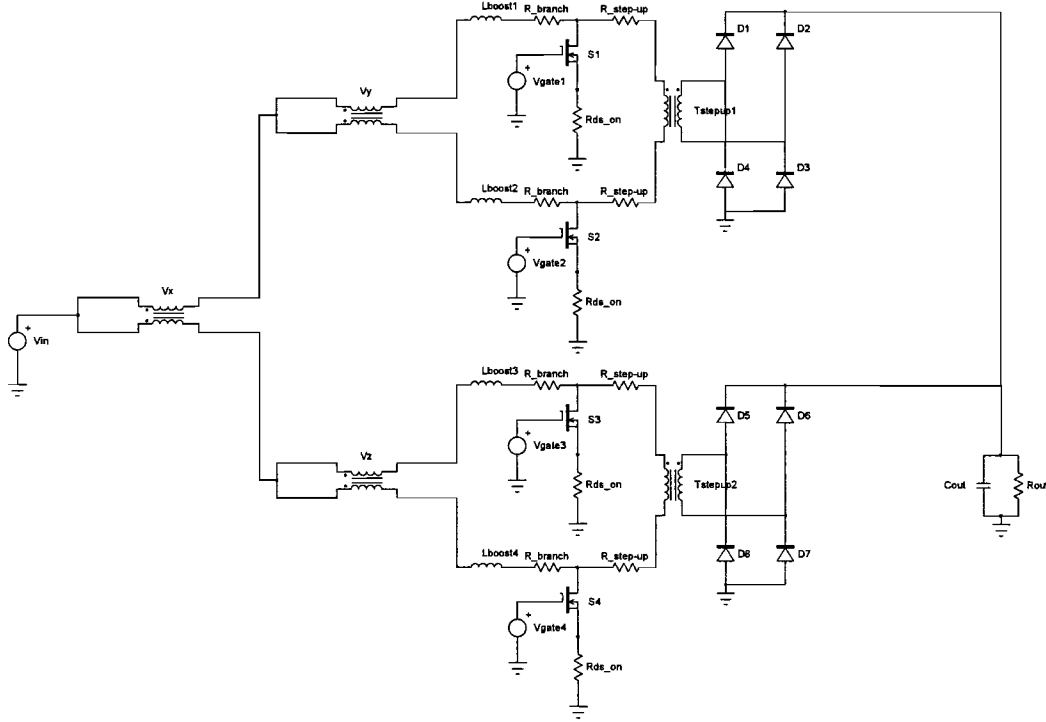 Lboost1 R_branch R_step-up
D1 D2
S1
+
Vgate1
Vy
Tstepup1
Rds_on
D4 D3
Lboost2 R_branch R_step-up
S2
+
Vgate2
Vx
Rds_on
+
Vin
Lboost3 R_branch R_step-up
D5 D6
S3
+
Vgate3
Vz
Tstepup2
Rds_on
Cout Rout
D8 D7
Lboost4 R_branch R_step-up
S4
+
Vgate4
Rds_on